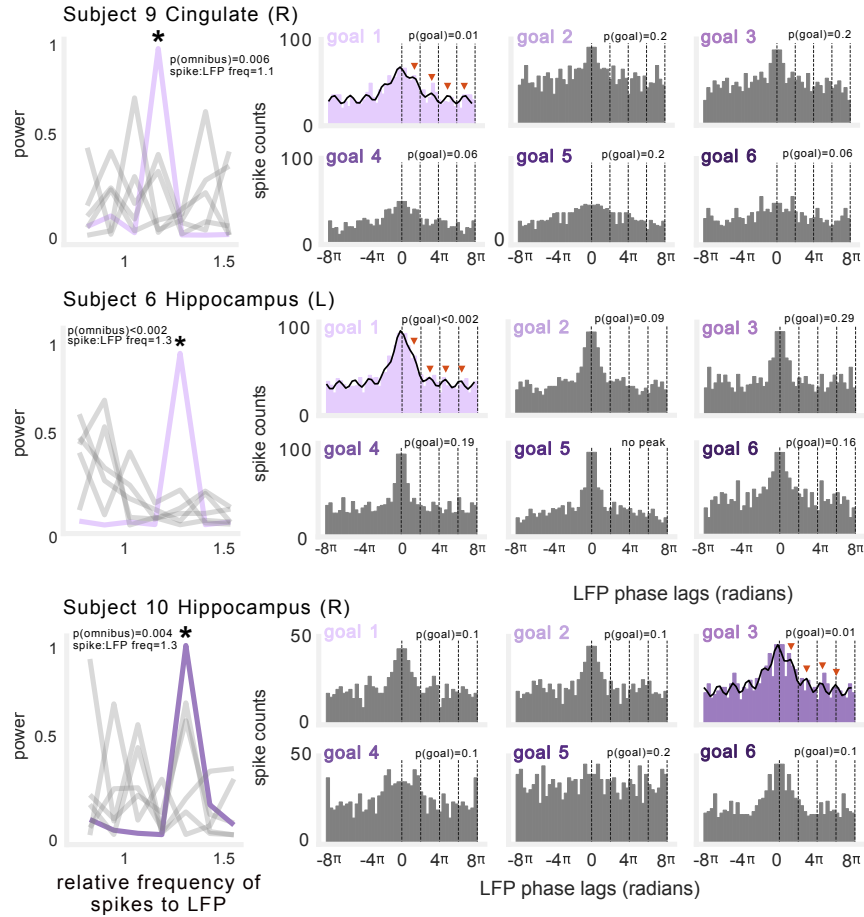 Subject 9 Cingulate (R)
1
0.5
0
power
*
p(omnibus)=0.006
spike:LFP freq=1.1
1
1.5
spike counts
100
0
goal 1
p(goal)=0.01
goal 2
p(goal)=0.2
goal 3
p(goal)=0.2
100
0
goal 4
p(goal)=0.06
0
goal 5
p(goal)=0.2
goal 6
p(goal)=0.06
-8π -4π 0 4π 8π
-8π -4π 0 4π 8π
-8π -4π 0 4π 8π
Subject 6 Hippocampus (L)
p(omnibus)<0.002
spike:LFP freq=1.3
*
1
0.5
0
power
1
1.5
spike counts
100
0
goal 1
p(goal)<0.002
goal 2
p(goal)=0.09
goal 3
p(goal)=0.29
100
0
goal 4
p(goal)=0.19
goal 5
no peak
goal 6
p(goal)=0.16
-8π -4π 0 4π 8π
-8π -4π 0 4π 8π
-8π -4π 0 4π 8π
LFP phase lags (radians)
Subject 10 Hippocampus (R)
p(omnibus)=0.004
spike:LFP freq=1.3
*
1
0.5
0
power
1
1.5
relative frequency of
spikes to LFP
spike counts
50
0
goal 1
p(goal)=0.1
goal 2
p(goal)=0.1
goal 3
p(goal)=0.01
50
0
goal 4
p(goal)=0.1
goal 5
p(goal)=0.2
goal 6
p(goal)=0.1
-8π -4π 0 4π 8π
-8π -4π 0 4π 8π
-8π -4π 0 4π 8π
LFP phase lags (radians)